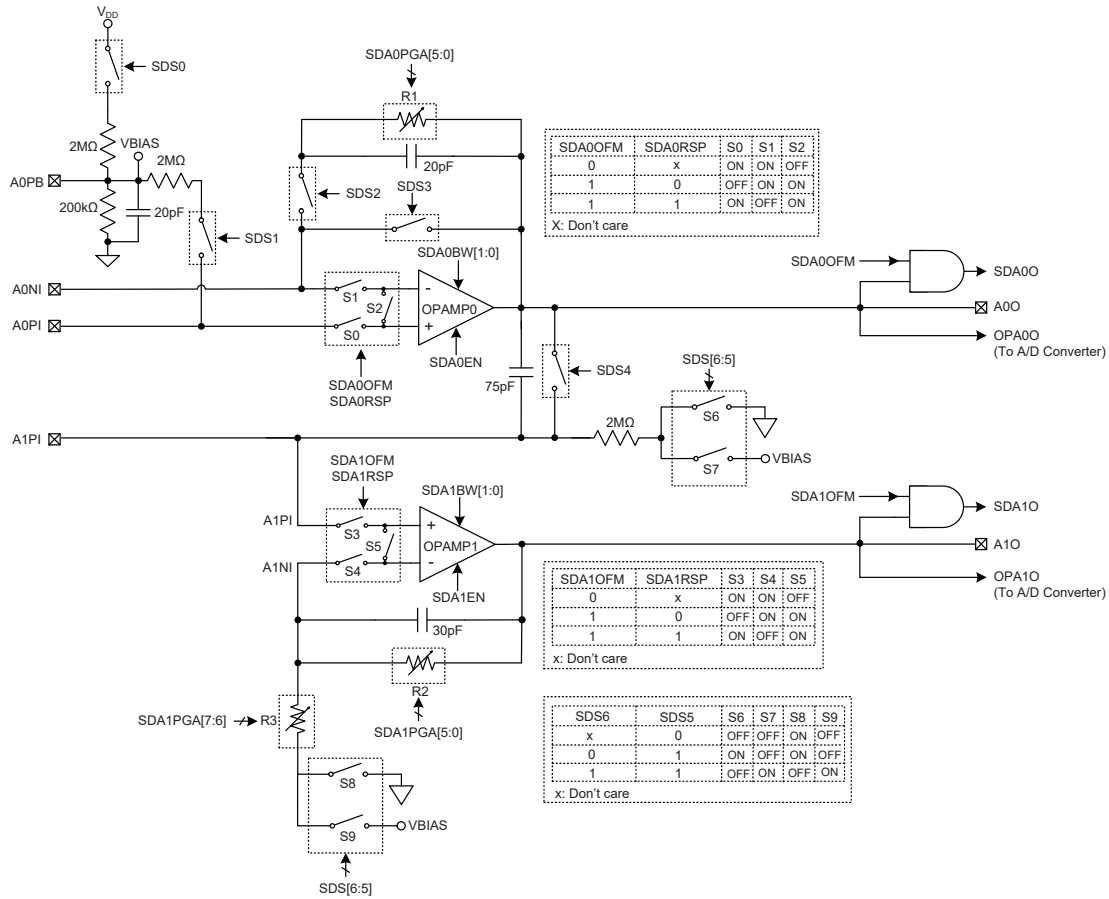 VDD
SDS0
2MΩ
VBIAS
2MΩ
A0PB
200kΩ
20pF
SDS1
SDA0PGA[5:0]
R1
20pF
SDS2
SDS3
SDA0BW[1:0]
A0NI
S1
S2
OPAMP0
-
+
A0PI
S0
SDA0EN
SDA0OFM
SDA0RSP
SDA0OFM SDA0RSP S0 S1 S2
0 x ON ON OFF
1 0 OFF ON ON
1 1 ON OFF ON
X: Don't care
SDA0OFM
SDA0O
A0O
OPA0O
(To A/D Converter)
75pF
SDS4
SDS[6:5]
2MΩ
S6
S7
VBIAS
A1PI
SDA1OFM
SDA1RSP
SDA1BW[1:0]
A1PI
S3
S5
+
OPAMP1
-
A1NI
S4
SDA1EN
30pF
SDA1OFM
SDA1O
A1O
OPA1O
(To A/D Converter)
SDA1OFM SDA1RSP S3 S4 S5
0 x ON ON OFF
1 0 OFF ON ON
1 1 ON OFF ON
x: Don't care
R2
SDA1PGA[5:0]
SDA1PGA[7:6]
R3
SDS6 SDS5 S6 S7 S8 S9
x 0 OFF OFF ON OFF
0 1 ON OFF ON OFF
1 1 OFF ON OFF ON
x: Don't care
S8
S9
VBIAS
SDS[6:5]